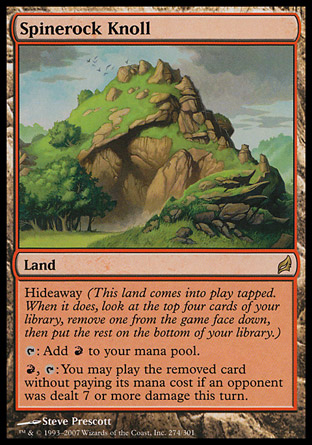 Spinerock Knoll
Land
Hideaway (This land comes into play tapped.
When it does, look at the top four cards of your
library, remove one from the game face down,
then put the rest on the bottom of your library.)
: Add to your mana pool.
, : You may play the removed card
without paying its mana cost if an opponent
was dealt 7 or more damage this turn.
Steve Prescott
™ & © 1993–2007 Wizards of the Coast, Inc. 274/301